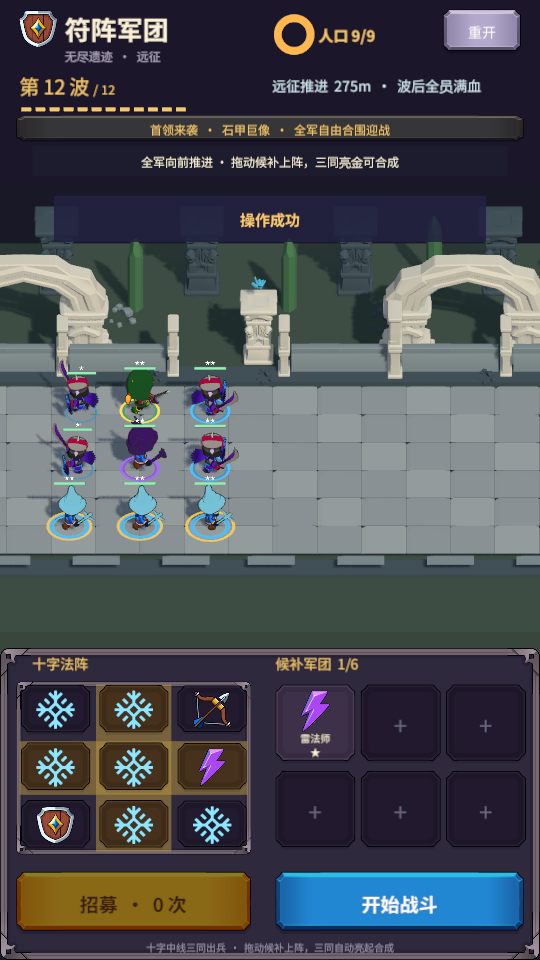 符阵军团
无尽遗迹 · 远征
人口 9/9
重开
第 12 波 / 12
远征推进 275m · 波后全员满血
首领来袭 · 石甲巨像 · 全军自由合围迎战
全军向前推进 · 拖动候补上阵，三同亮金可合成
操作成功
十字法阵
候补军团 1/6
雷法师
招募 · 0 次
开始战斗
十字中线三同出兵 · 拖动候补上阵，三同自动亮起合成